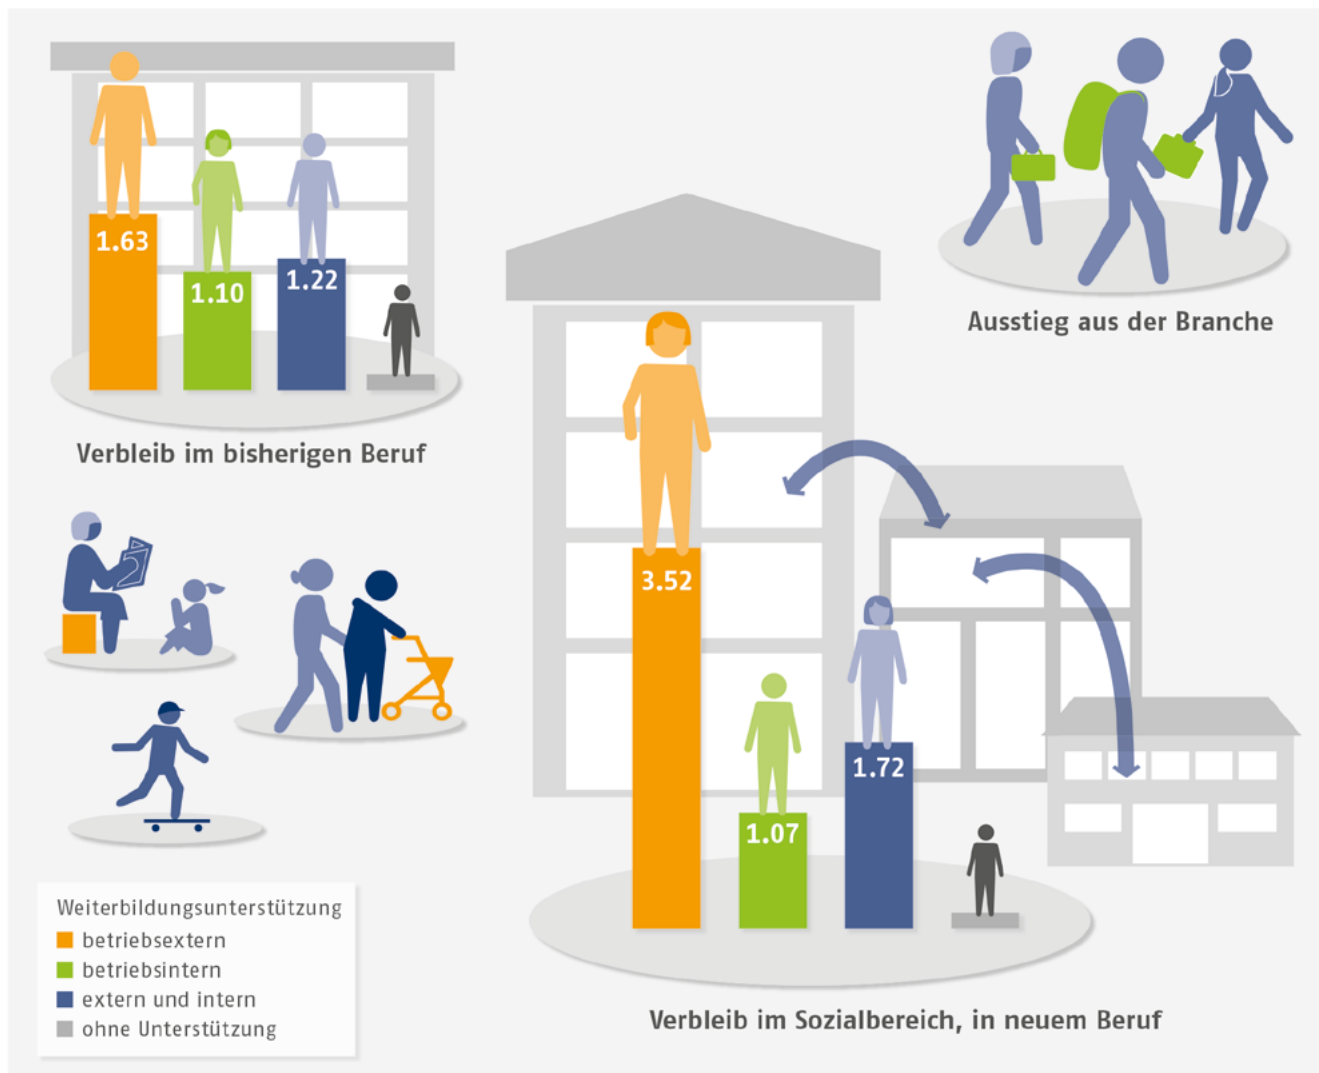 1.63
1.10
1.22
Verbleib im bisherigen Beruf
Ausstieg aus der Branche
3.52
1.07
1.72
Verbleib im Sozialbereich, in neuem Beruf
Weiterbildungsunterstützung
betriebsextern
betriebsintern
extern und intern
ohne Unterstützung